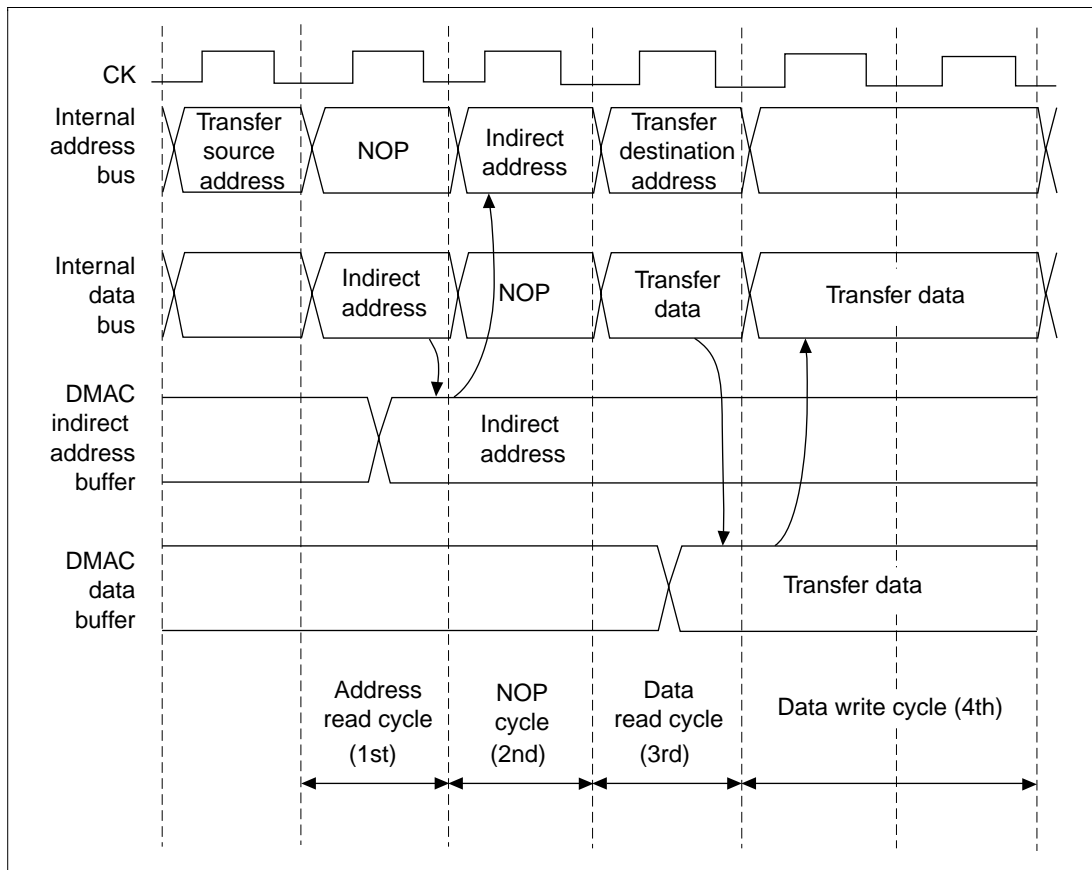 CK
Internal
address
bus
Transfer
source
address
NOP
Indirect
address
Transfer
destination
address
Internal
data
bus
Indirect
address
NOP
Transfer
data
Transfer data
DMAC
indirect
address
buffer
Indirect
address
DMAC
data
buffer
Transfer data
Address
read cycle
(1st)
NOP
cycle
(2nd)
Data
read cycle
(3rd)
Data write cycle (4th)